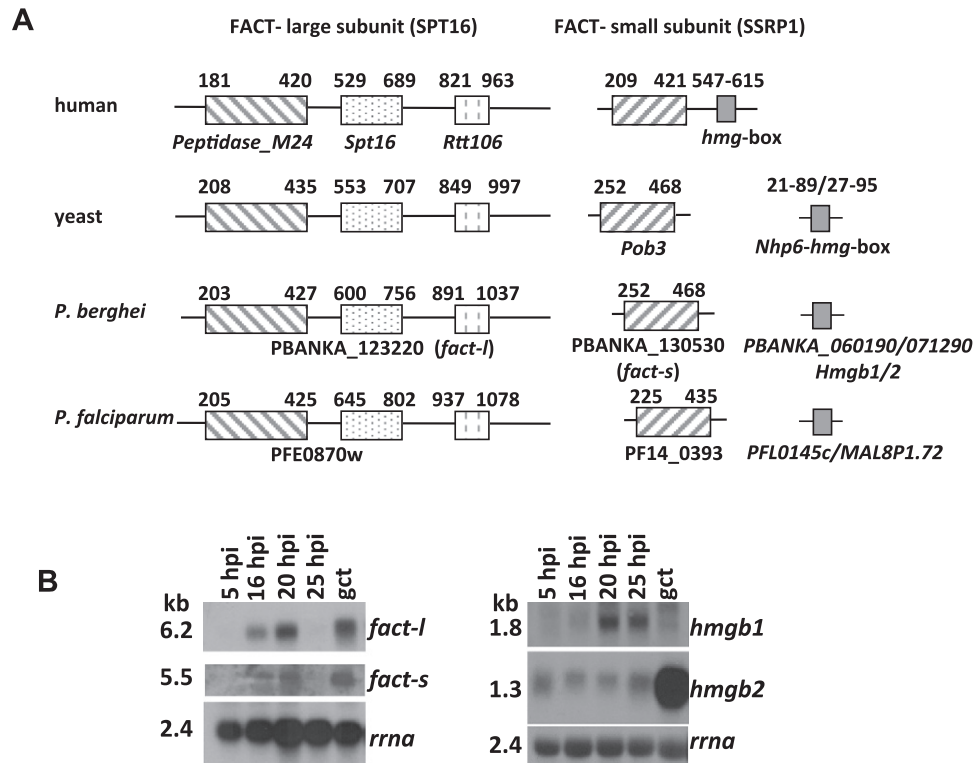 A
FACT- large subunit (SPT16) FACT- small subunit (SSRP1)
181 420 529 689 821 963 209 421 547-615
human
Peptidase_M24 Spt16 Rtt106 hmg-box
208 435 553 707 849 997 252 468 21-89/27-95
yeast
Pob3 Nhp6-hmg-box
203 427 600 756 891 1037 252 468
P. berghei
PBANKA_123220 (fact-l) PBANKA_130530 PBANKA_060190/071290
(fact-s) Hmgb1/2
205 425 645 802 937 1078 225 435
P. falciparum
PFE0870w PF14_0393 PFL0145c/MAL8P1.72
B
5 hpi 16 hpi 20 hpi 25 hpi gct
kb
6.2 fact-l
5.5 fact-s
2.4 rrna
5 hpi 16 hpi 20 hpi 25 hpi gct
kb
1.8 hmgb1
1.3 hmgb2
2.4 rrna